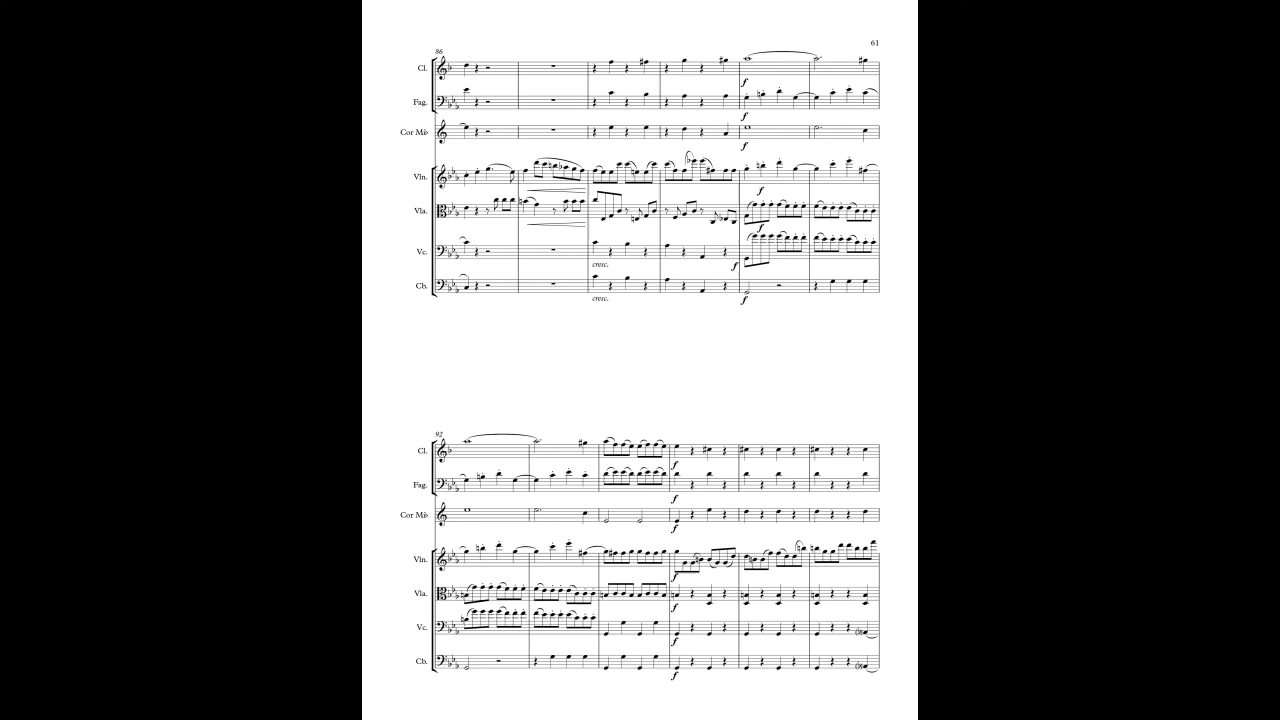 61
86
Cl.
f
Fag.
f
Cor Mi♭
f
Vln.
f
Vla.
f
Vc.
cresc.
f
Cb.
cresc.
f
92
Cl.
f
Fag.
f
Cor Mi♭
f
Vln.
f
Vla.
f
Vc.
f
Cb.
f